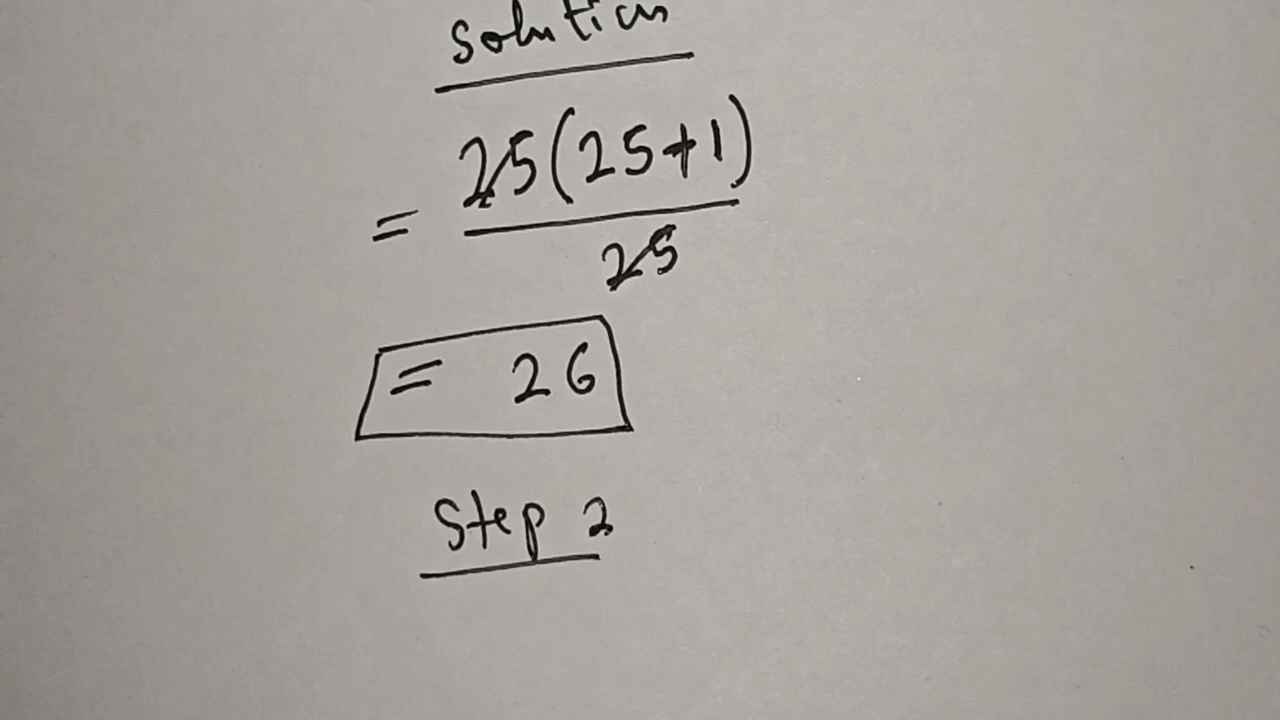 solution
= 25(25+1)
25
= 26
Step 2